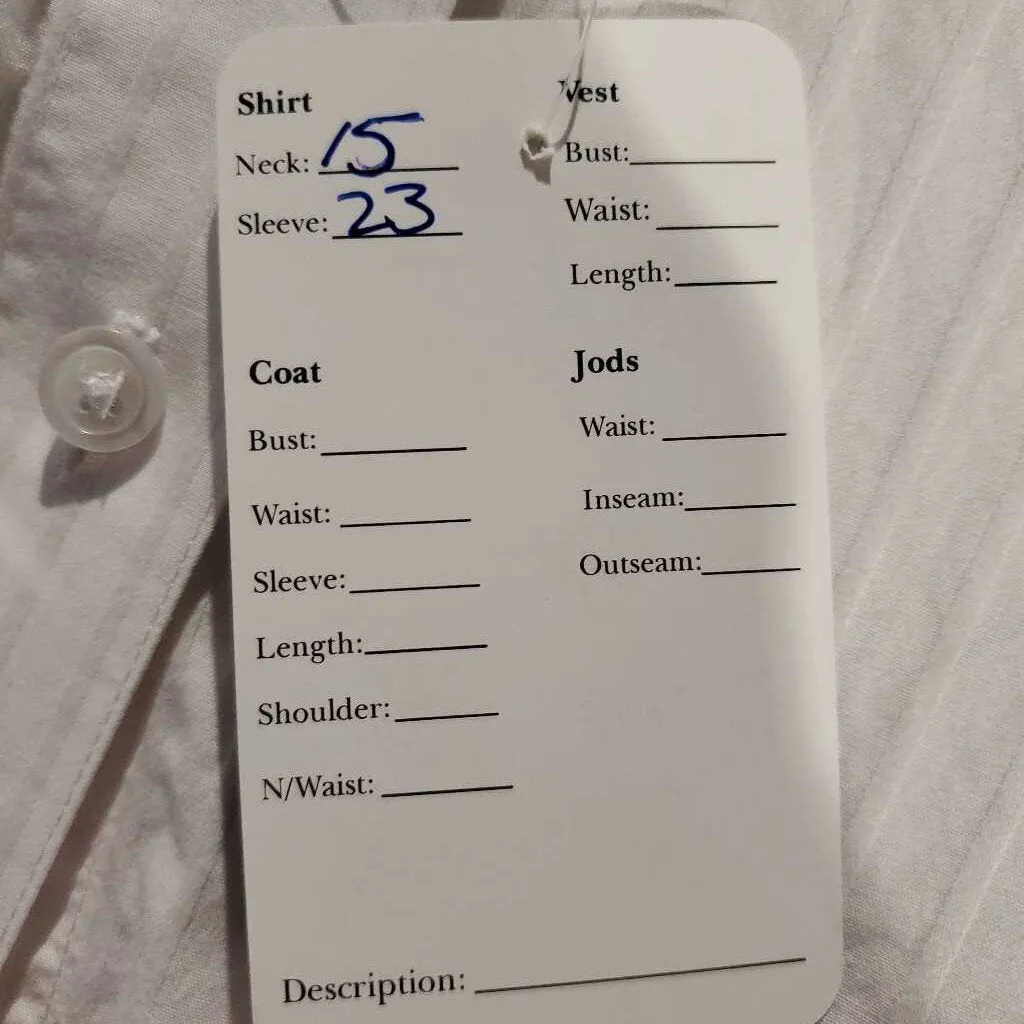 Shirt
Neck: 15
Sleeve: 23
Vest
Bust:
Waist:
Length:
Coat
Bust:
Waist:
Sleeve:
Length:
Shoulder:
N/Waist:
Jods
Waist:
Inseam:
Outseam:
Description: